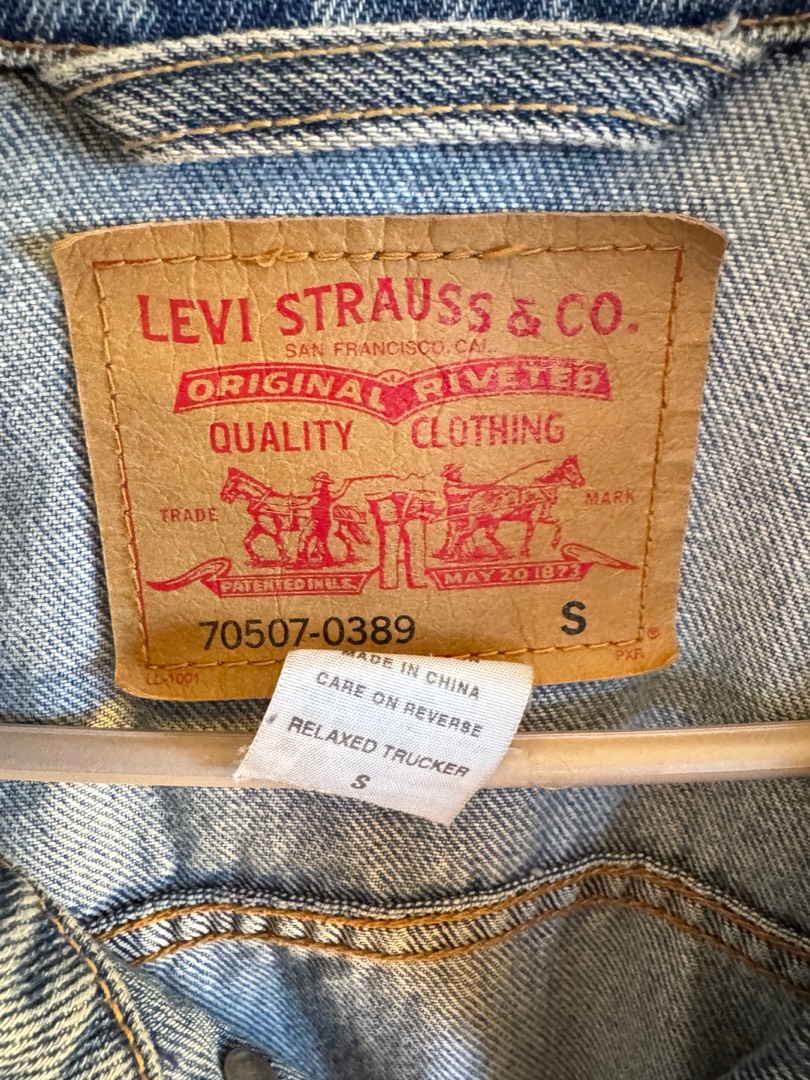 LEVI STRAUSS & CO.
SAN FRANCISCO, CAL.
ORIGINAL RIVETED
QUALITY CLOTHING
TRADE MARK
PATENTED IN U.S. MAY 20 1873
70507-0389 S
®
LL-1001
MADE IN CHINA
CARE ON REVERSE
RELAXED TRUCKER
S